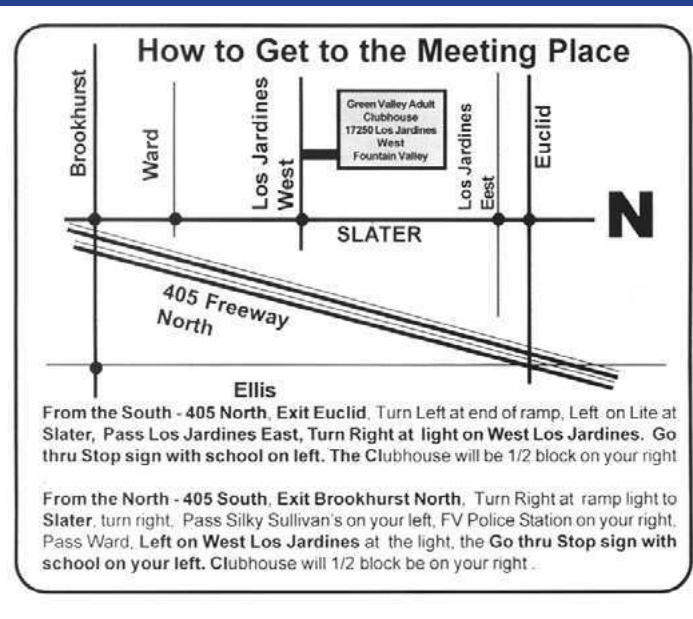 How to Get to the Meeting Place
Brookhurst
Ward
Los Jardines
West
Green Valley Adult
Clubhouse
17250 Los Jardines
West
Fountain Valley
Los Jardines
Eest
Euclid
N
SLATER
405 Freeway
North
Ellis
From the South - 405 North, Exit Euclid, Turn Left at end of ramp, Left on Lite at
Slater, Pass Los Jardines East, Turn Right at light on West Los Jardines. Go
thru Stop sign with school on left. The Clubhouse will be 1/2 block on your right
From the North - 405 South, Exit Brookhurst North, Turn Right at ramp light to
Slater, turn right, Pass Silky Sullivan's on your left, FV Police Station on your right,
Pass Ward, Left on West Los Jardines at the light, the Go thru Stop sign with
school on your left. Clubhouse will 1/2 block be on your right .